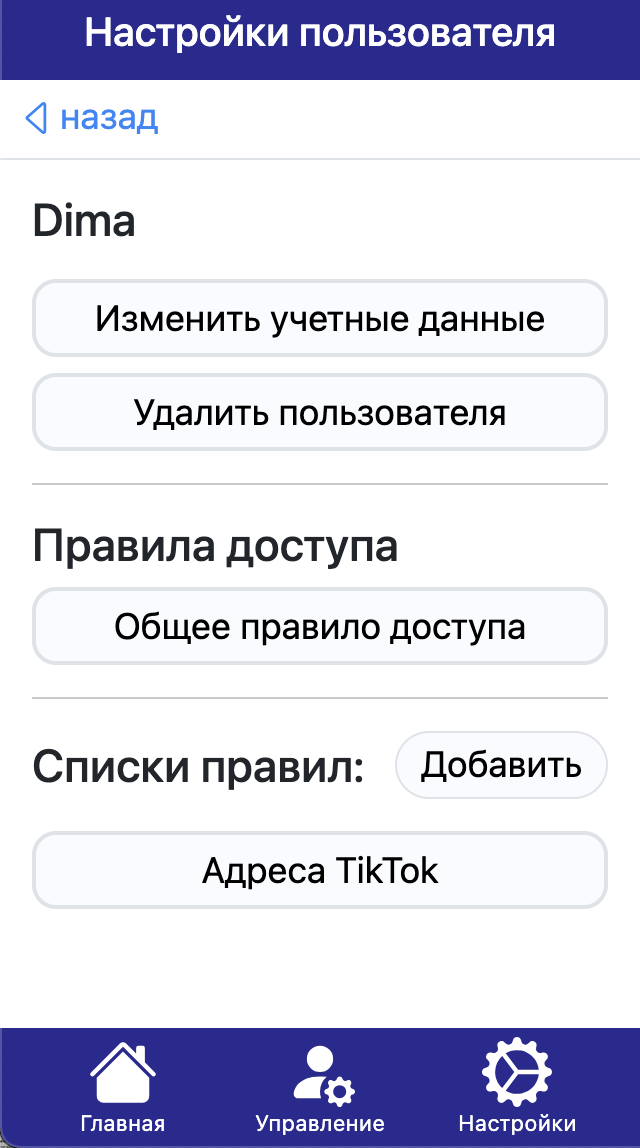 Настройки пользователя
назад
Dima
Изменить учетные данные
Удалить пользователя
Правила доступа
Общее правило доступа
Списки правил:
Добавить
Адреса TikTok
Главная
Управление
Настройки